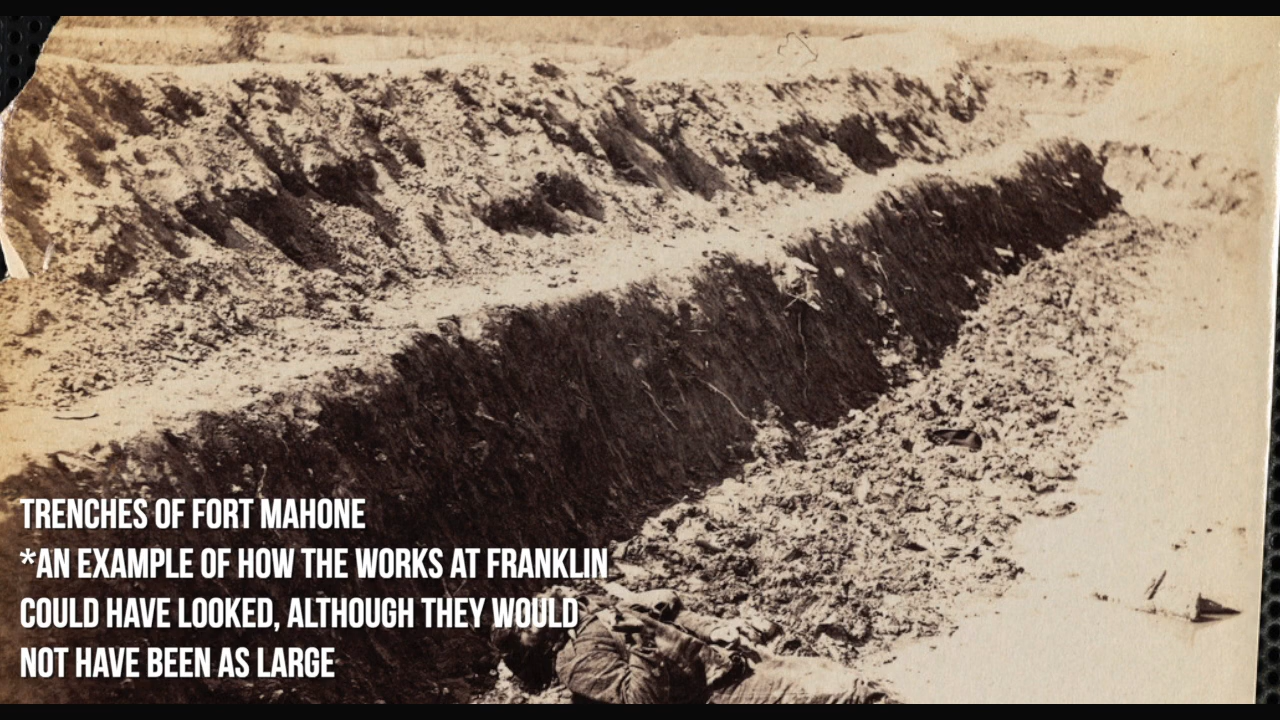 TRENCHES OF FORT MAHONE
*AN EXAMPLE OF HOW THE WORKS AT FRANKLIN
COULD HAVE LOOKED, ALTHOUGH THEY WOULD
NOT HAVE BEEN AS LARGE